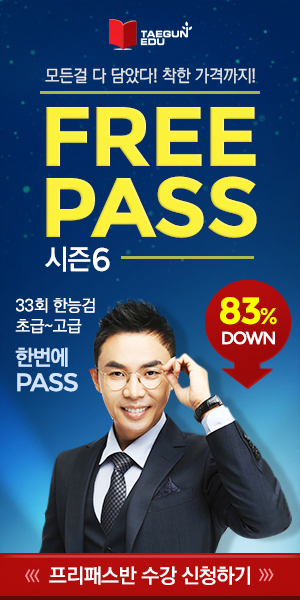 TAEGUN
EDU
모든걸 다 담았다! 착한 가격까지!
FREE
PASS
시즌6
33회 한능검
초급~고급
한번에
PASS
83%
DOWN
프리패스반 수강 신청하기